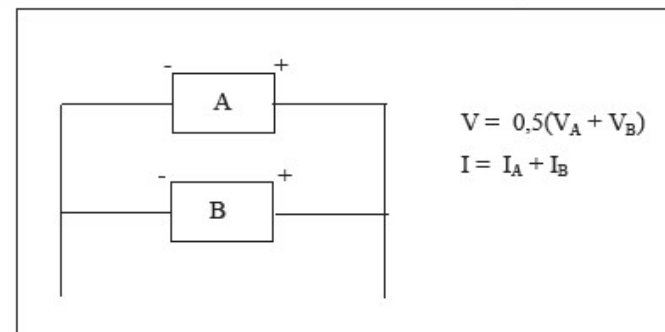 - +
A
V = 0,5(V_A + V_B)
I = I_A + I_B
- +
B